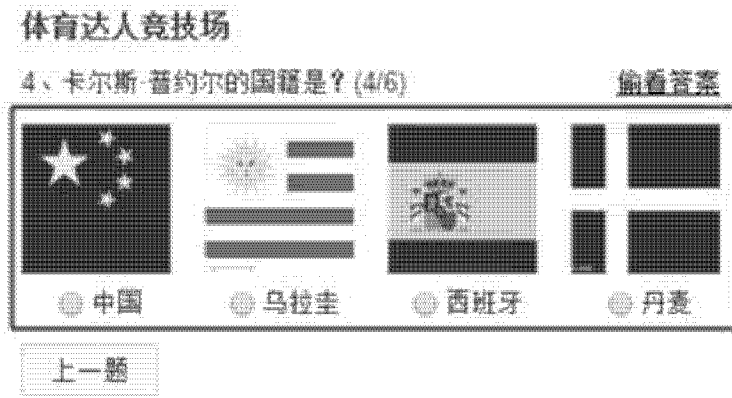 体育达人竞技场
4、卡尔斯·普约尔的国籍是? (4/6) 偷看答案
中国 乌拉圭 西班牙 丹麦
上一题